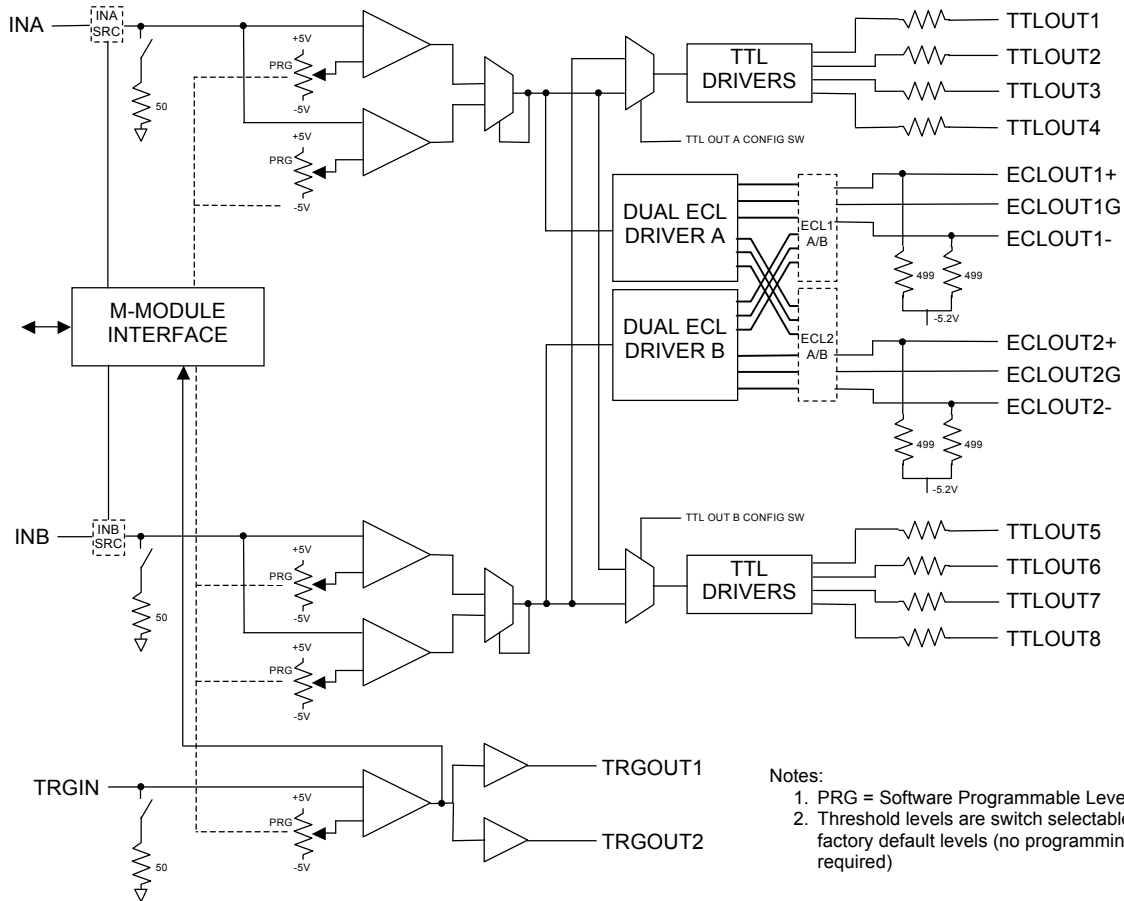 INA
INA
SRC
50
+5V
PRG
-5V
+5V
PRG
-5V
TTL OUT A CONFIG SW
TTL
DRIVERS
TTLOUT1
TTLOUT2
TTLOUT3
TTLOUT4
DUAL ECL
DRIVER A
DUAL ECL
DRIVER B
ECL1
A/B
ECL2
A/B
ECLOUT1+
ECLOUT1G
ECLOUT1-
499
499
-5.2V
ECLOUT2+
ECLOUT2G
ECLOUT2-
499
499
-5.2V
M-MODULE
INTERFACE
INB
INB
SRC
50
+5V
PRG
-5V
+5V
PRG
-5V
TTL OUT B CONFIG SW
TTL
DRIVERS
TTLOUT5
TTLOUT6
TTLOUT7
TTLOUT8
TRGIN
50
+5V
PRG
-5V
TRGOUT1
TRGOUT2
Notes:
1. PRG = Software Programmable Leve
2. Threshold levels are switch selectable
factory default levels (no programmin
required)